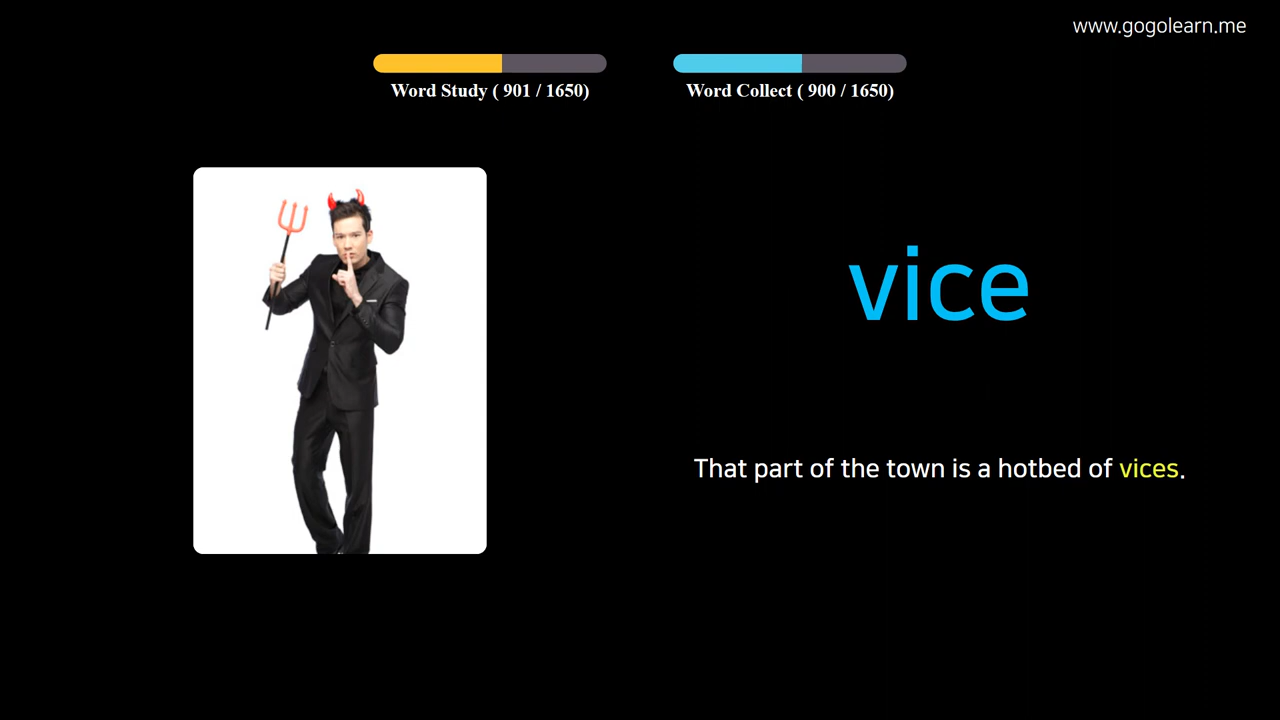 www.gogolearn.me
Word Study ( 901 / 1650)
Word Collect ( 900 / 1650)
vice
That part of the town is a hotbed of vices.